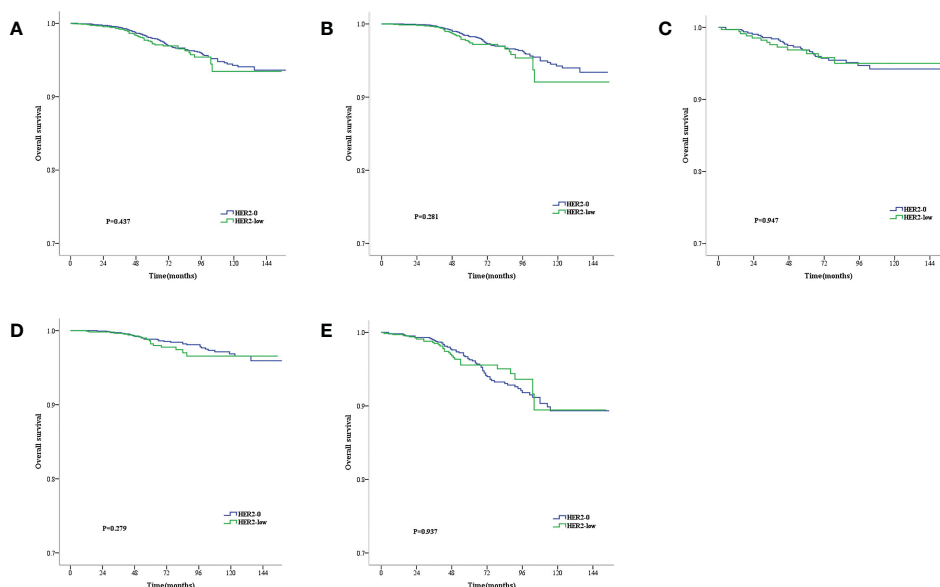 A
1.0
0.9
0.8
0.7
Overall survival
P=0.437
HER2-0
HER2-low
0 24 48 72 96 120 144
Time(months)
B
1.0
0.9
0.8
0.7
Overall survival
P=0.281
HER2-0
HER2-low
0 24 48 72 96 120 144
Time(months)
C
1.0
0.9
0.8
0.7
Overall survival
P=0.947
HER2-0
HER2-low
0 24 48 72 96 120 144
Time(months)
D
1.0
0.9
0.8
0.7
Overall survival
P=0.279
HER2-0
HER2-low
0 24 48 72 96 120 144
Time(months)
E
1.0
0.9
0.8
0.7
Overall survival
P=0.937
HER2-0
HER2-low
0 24 48 72 96 120 144
Time(months)